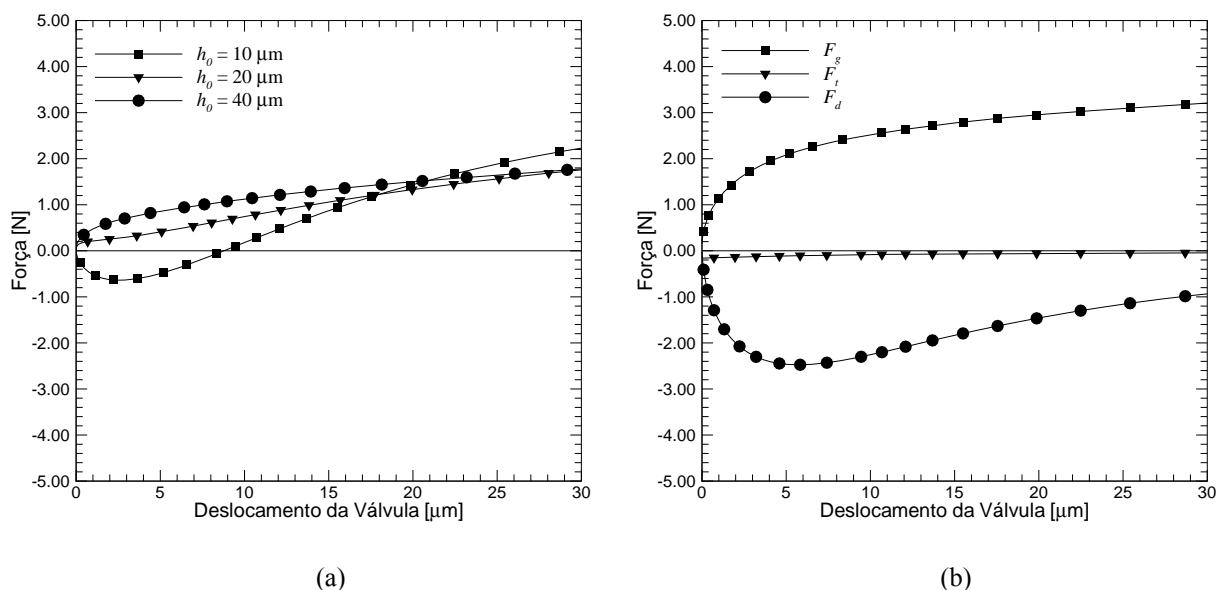 5.00
4.00
3.00
2.00
1.00
0.00
-1.00
-2.00
-3.00
-4.00
-5.00
Força [N]
h₀ = 10 μm
h₀ = 20 μm
h₀ = 40 μm
0 5 10 15 20 25 30
Deslocamento da Válvula [μm]
(a)
5.00
4.00
3.00
2.00
1.00
0.00
-1.00
-2.00
-3.00
-4.00
-5.00
Força [N]
F_g
F_t
F_d
0 5 10 15 20 25 30
Deslocamento da Válvula [μm]
(b)